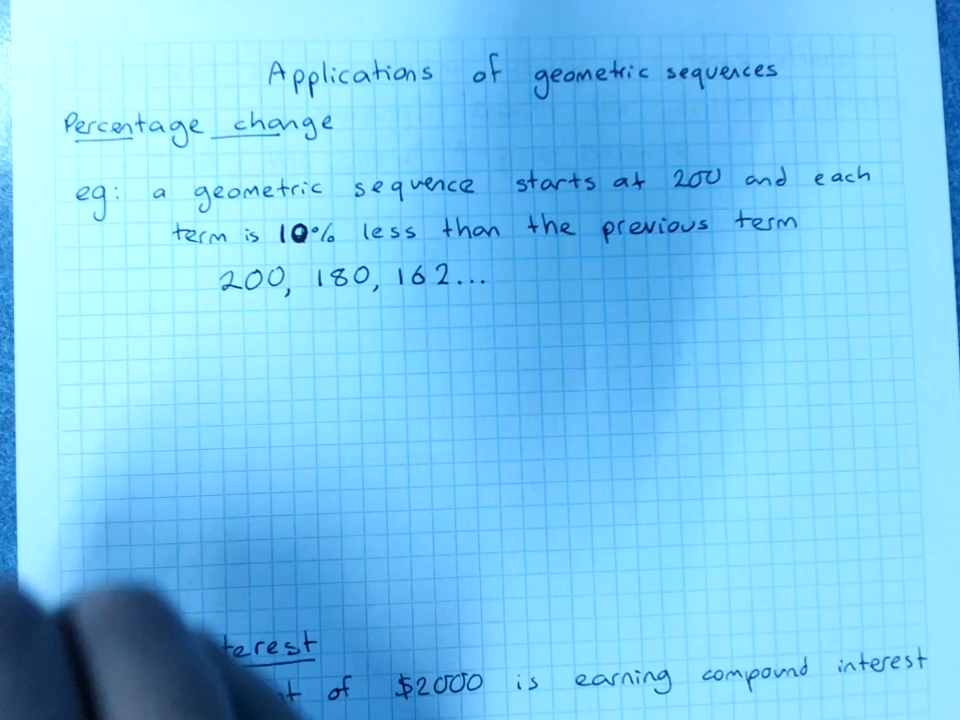 Applications of geometric sequences
Percentage change
eg: a geometric sequence starts at 200 and each
term is 10% less than the previous term
200, 180, 162...
of $2000 is earning compound interest